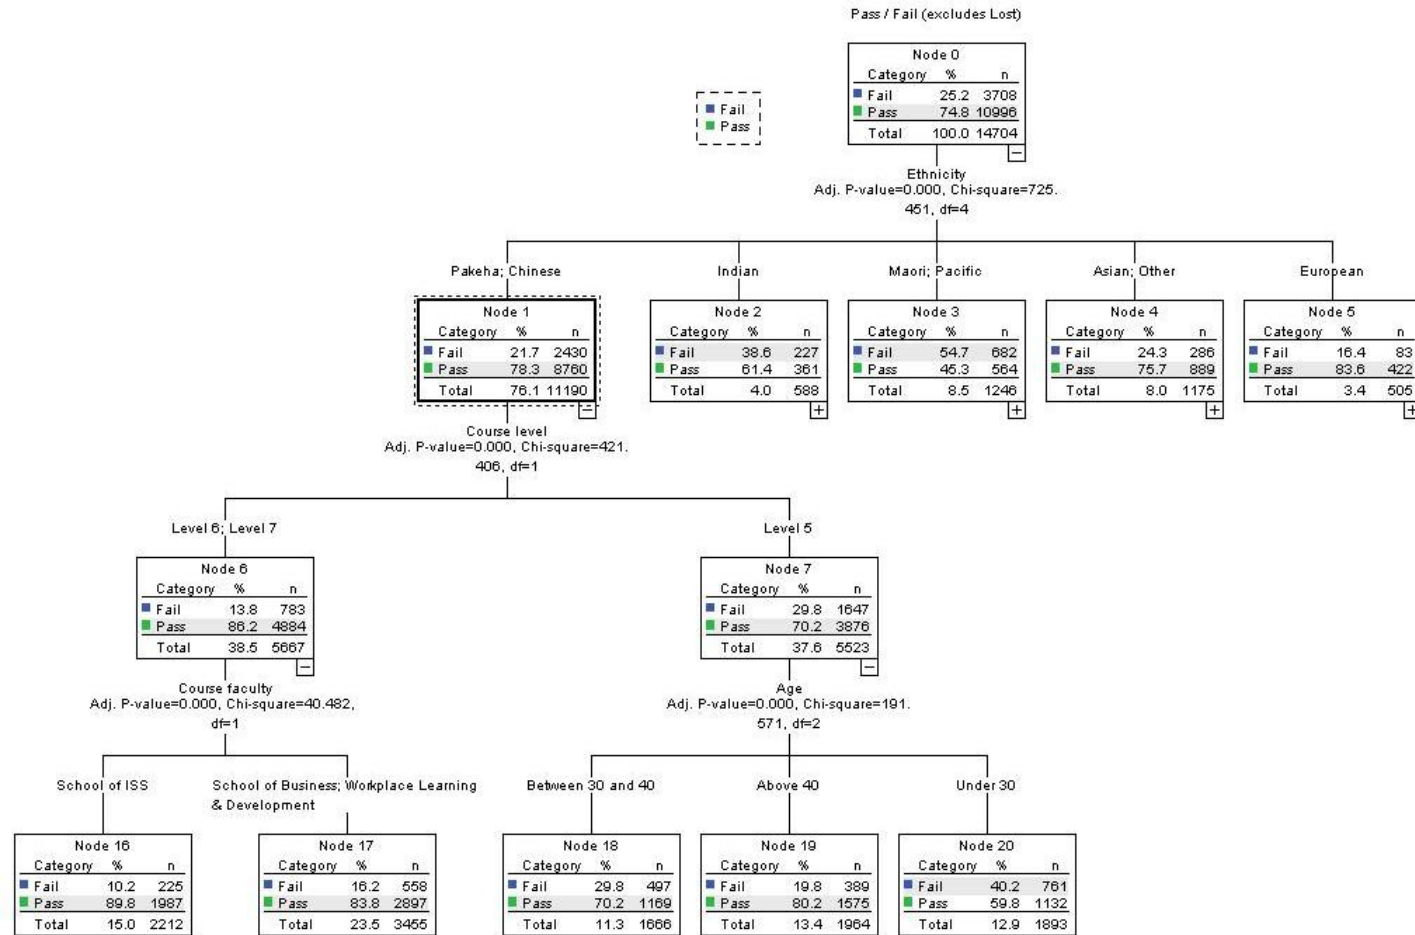 Pass / Fail (excludes Lost)
Node 0
Category % n
Fail 25.2 3708
Pass 74.8 10996
Total 100.0 14704
Fail
Pass
Ethnicity
Adj. P-value=0.000, Chi-square=725.
451, df=4
Pakeha; Chinese
Indian
Maori; Pacific
Asian; Other
European
Node 1
Category % n
Fail 21.7 2430
Pass 78.3 8760
Total 76.1 11190
Node 2
Category % n
Fail 38.6 227
Pass 61.4 361
Total 4.0 588
Node 3
Category % n
Fail 54.7 682
Pass 45.3 564
Total 8.5 1246
Node 4
Category % n
Fail 24.3 286
Pass 75.7 889
Total 8.0 1175
Node 5
Category % n
Fail 16.4 83
Pass 83.6 422
Total 3.4 505
Course level
Adj. P-value=0.000, Chi-square=421.
406, df=1
Level 6; Level 7
Level 5
Node 6
Category % n
Fail 13.8 783
Pass 86.2 4884
Total 38.5 5667
Node 7
Category % n
Fail 29.8 1647
Pass 70.2 3876
Total 37.6 5523
Course faculty
Adj. P-value=0.000, Chi-square=40.482,
df=1
Age
Adj. P-value=0.000, Chi-square=191.
571, df=2
School of ISS
School of Business; Workplace Learning
& Development
Between 30 and 40
Above 40
Under 30
Node 16
Category % n
Fail 10.2 225
Pass 89.8 1987
Total 15.0 2212
Node 17
Category % n
Fail 16.2 558
Pass 83.8 2897
Total 23.5 3455
Node 18
Category % n
Fail 29.8 497
Pass 70.2 1169
Total 11.3 1666
Node 19
Category % n
Fail 19.8 389
Pass 80.2 1575
Total 13.4 1964
Node 20
Category % n
Fail 40.2 761
Pass 59.8 1132
Total 12.9 1893